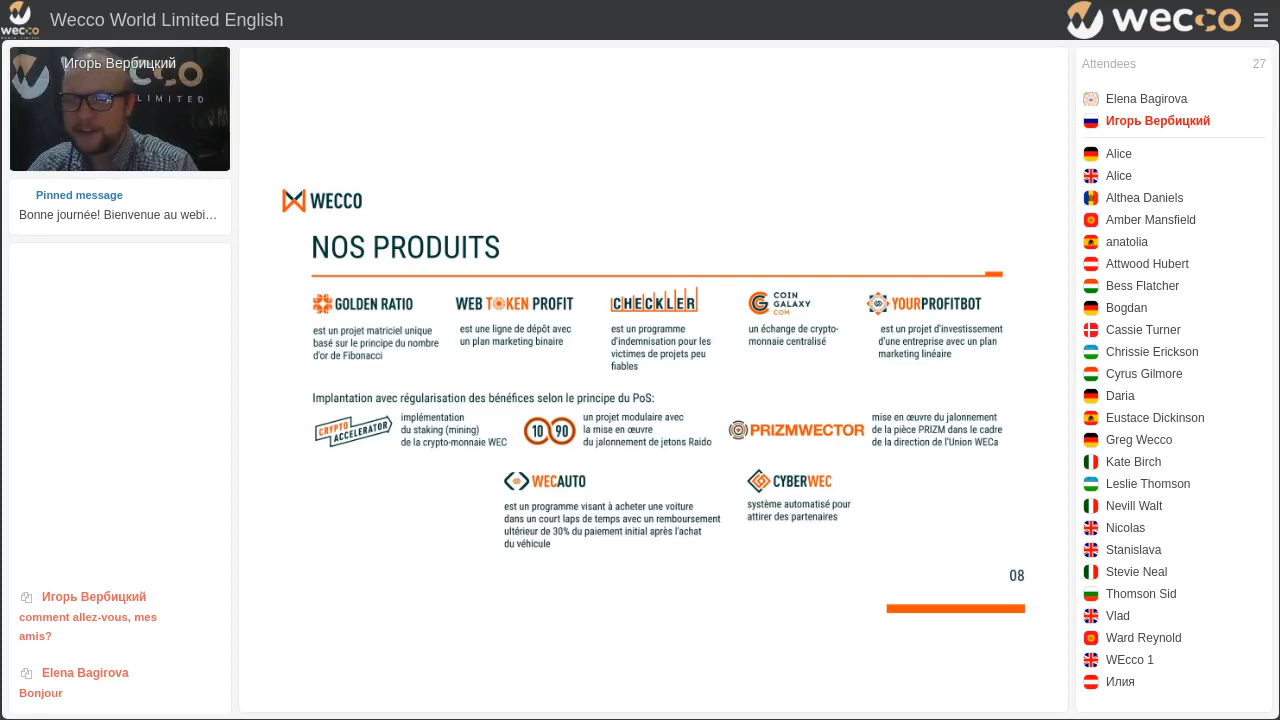 wecco
WORLD LIMITED
Wecco World Limited English
wecco
Игорь Вербицкий
LIMITED
Pinned message
Bonne journée! Bienvenue au webi…
Игорь Вербицкий
comment allez-vous, mes
amis?
Elena Bagirova
Bonjour
WECCO
NOS PRODUITS
GOLDEN RATIO
est un projet matriciel unique
basé sur le principe du nombre
d'or de Fibonacci
WEB TOKEN PROFIT
est une ligne de dépôt avec
un plan marketing binaire
CHECKLER
est un programme
d'indemnisation pour les
victimes de projets peu
fiables
COIN
GALAXY
COM
un échange de crypto-
monnaie centralisé
YOURPROFITBOT
est un projet d'investissement
d'une entreprise avec un plan
marketing linéaire
Implantation avec régularisation des bénéfices selon le principe du PoS:
CRYPTO
ACCELERATOR
implémentation
du staking (mining)
de la crypto-monnaie WEC
10 90
un projet modulaire avec
la mise en œuvre
du jalonnement de jetons Raido
PRIZMWECTOR
mise en œuvre du jalonnement
de la pièce PRIZM dans le cadre
de la direction de l'Union WECa
WECAUTO
est un programme visant à acheter une voiture
dans un court laps de temps avec un remboursement
ultérieur de 30% du paiement initial après l'achat
du véhicule
CYBERWEC
système automatisé pour
attirer des partenaires
08
Attendees 27
Elena Bagirova
Игорь Вербицкий
Alice
Alice
Althea Daniels
Amber Mansfield
anatolia
Attwood Hubert
Bess Flatcher
Bogdan
Cassie Turner
Chrissie Erickson
Cyrus Gilmore
Daria
Eustace Dickinson
Greg Wecco
Kate Birch
Leslie Thomson
Nevill Walt
Nicolas
Stanislava
Stevie Neal
Thomson Sid
Vlad
Ward Reynold
WEcco 1
Илия